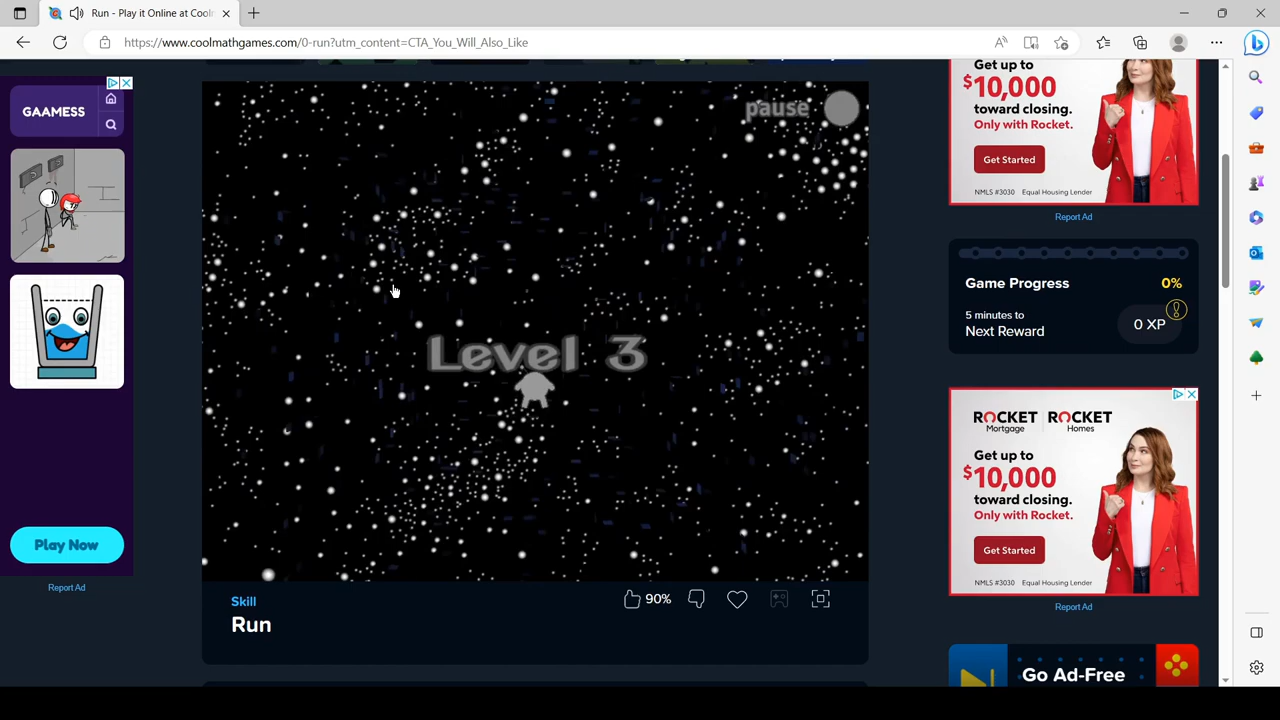 Run - Play it Online at Coolm
https://www.coolmathgames.com/0-run?utm_content=CTA_You_Will_Also_Like
GAAMESS
Play Now
Report Ad
pause
Level 3
Skill
Run
90%
Get up to
$10,000
toward closing.
Only with Rocket.
Get Started
NMLS #3030 Equal Housing Lender
Report Ad
Game Progress
0%
5 minutes to
Next Reward
0 XP
ROCKET
Mortgage
ROCKET
Homes
Get up to
$10,000
toward closing.
Only with Rocket.
Get Started
NMLS #3030 Equal Housing Lender
Report Ad
Go Ad-Free